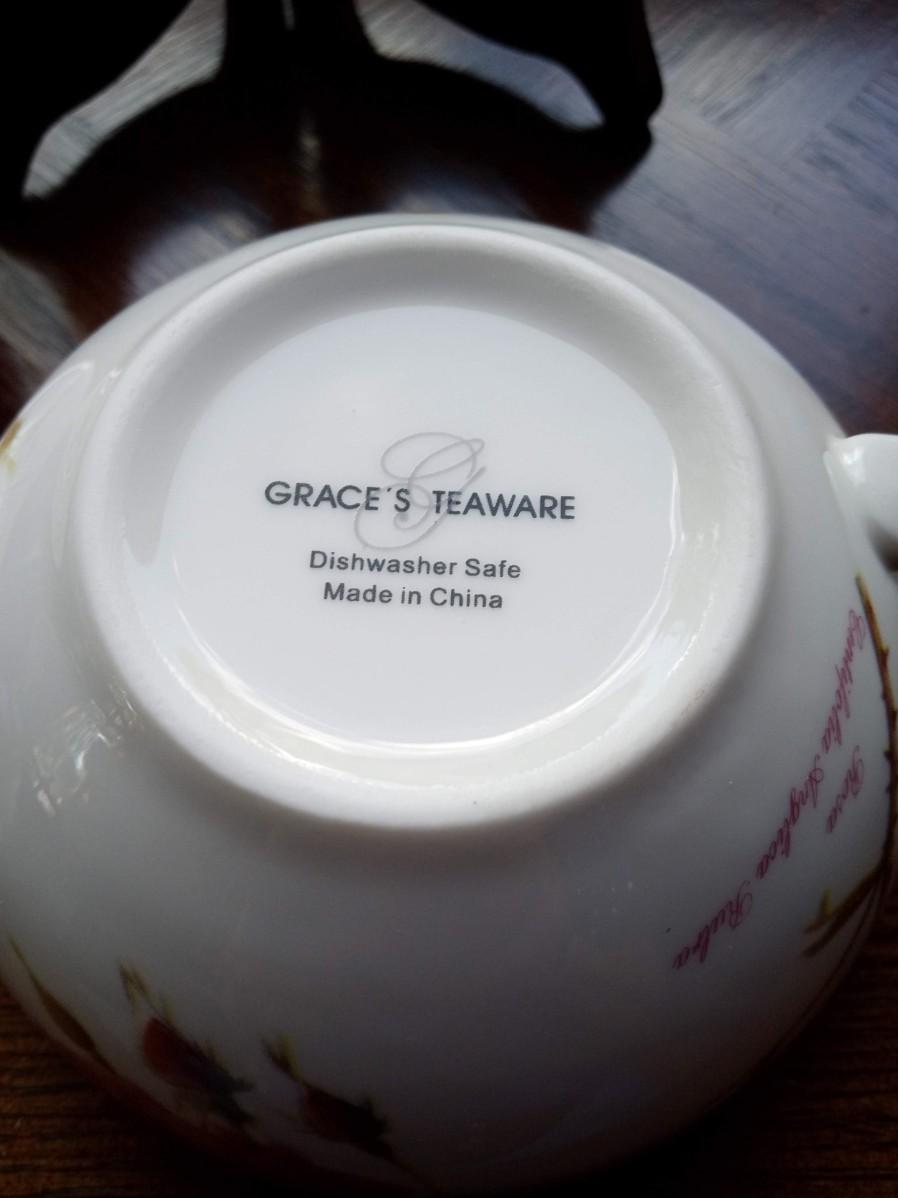 G
GRACE'S TEAWARE
Dishwasher Safe
Made in China
Rosa
Centifolia Anglica Rubra